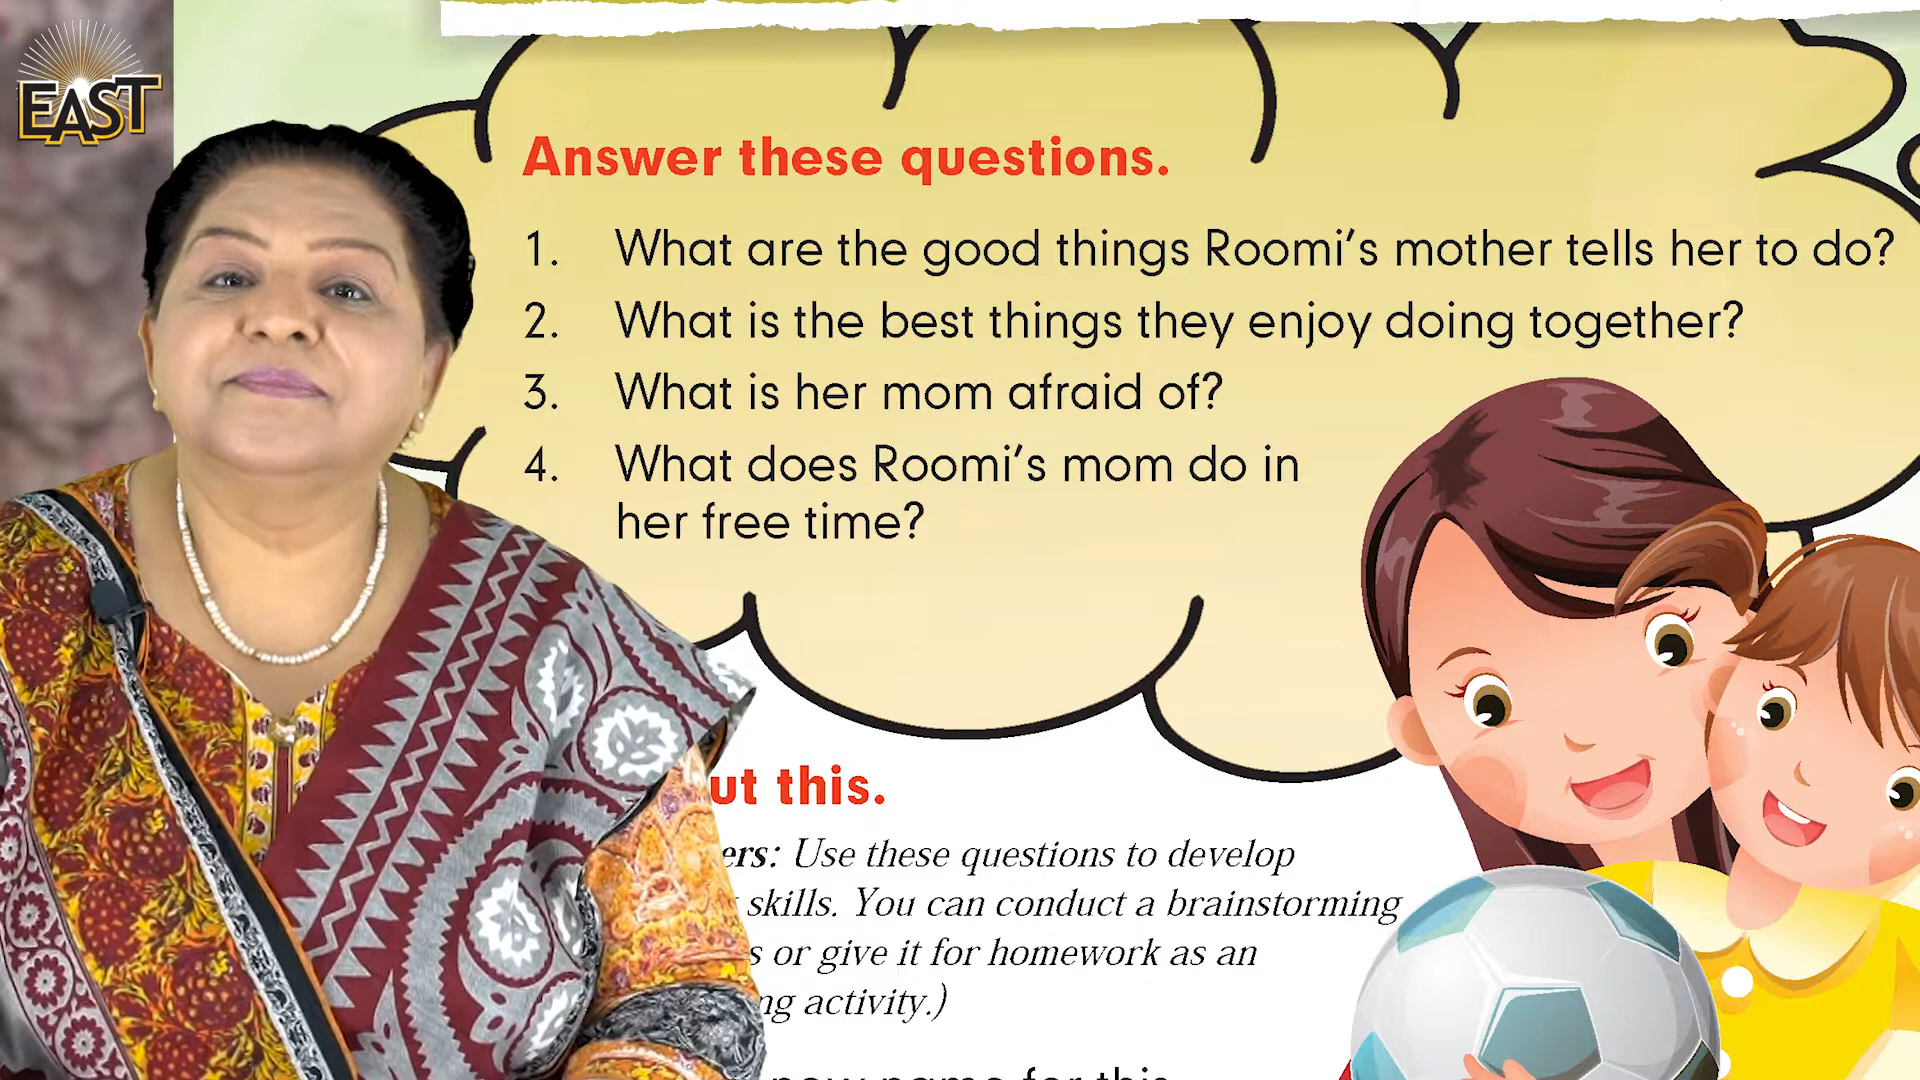 EAST
Answer these questions.
1. What are the good things Roomi's mother tells her to do?
2. What is the best things they enjoy doing together?
3. What is her mom afraid of?
4. What does Roomi's mom do in
her free time?
this.
Use these questions to develop
skills. You can conduct a brainstorming
or give it for homework as an
activity.)
name for this